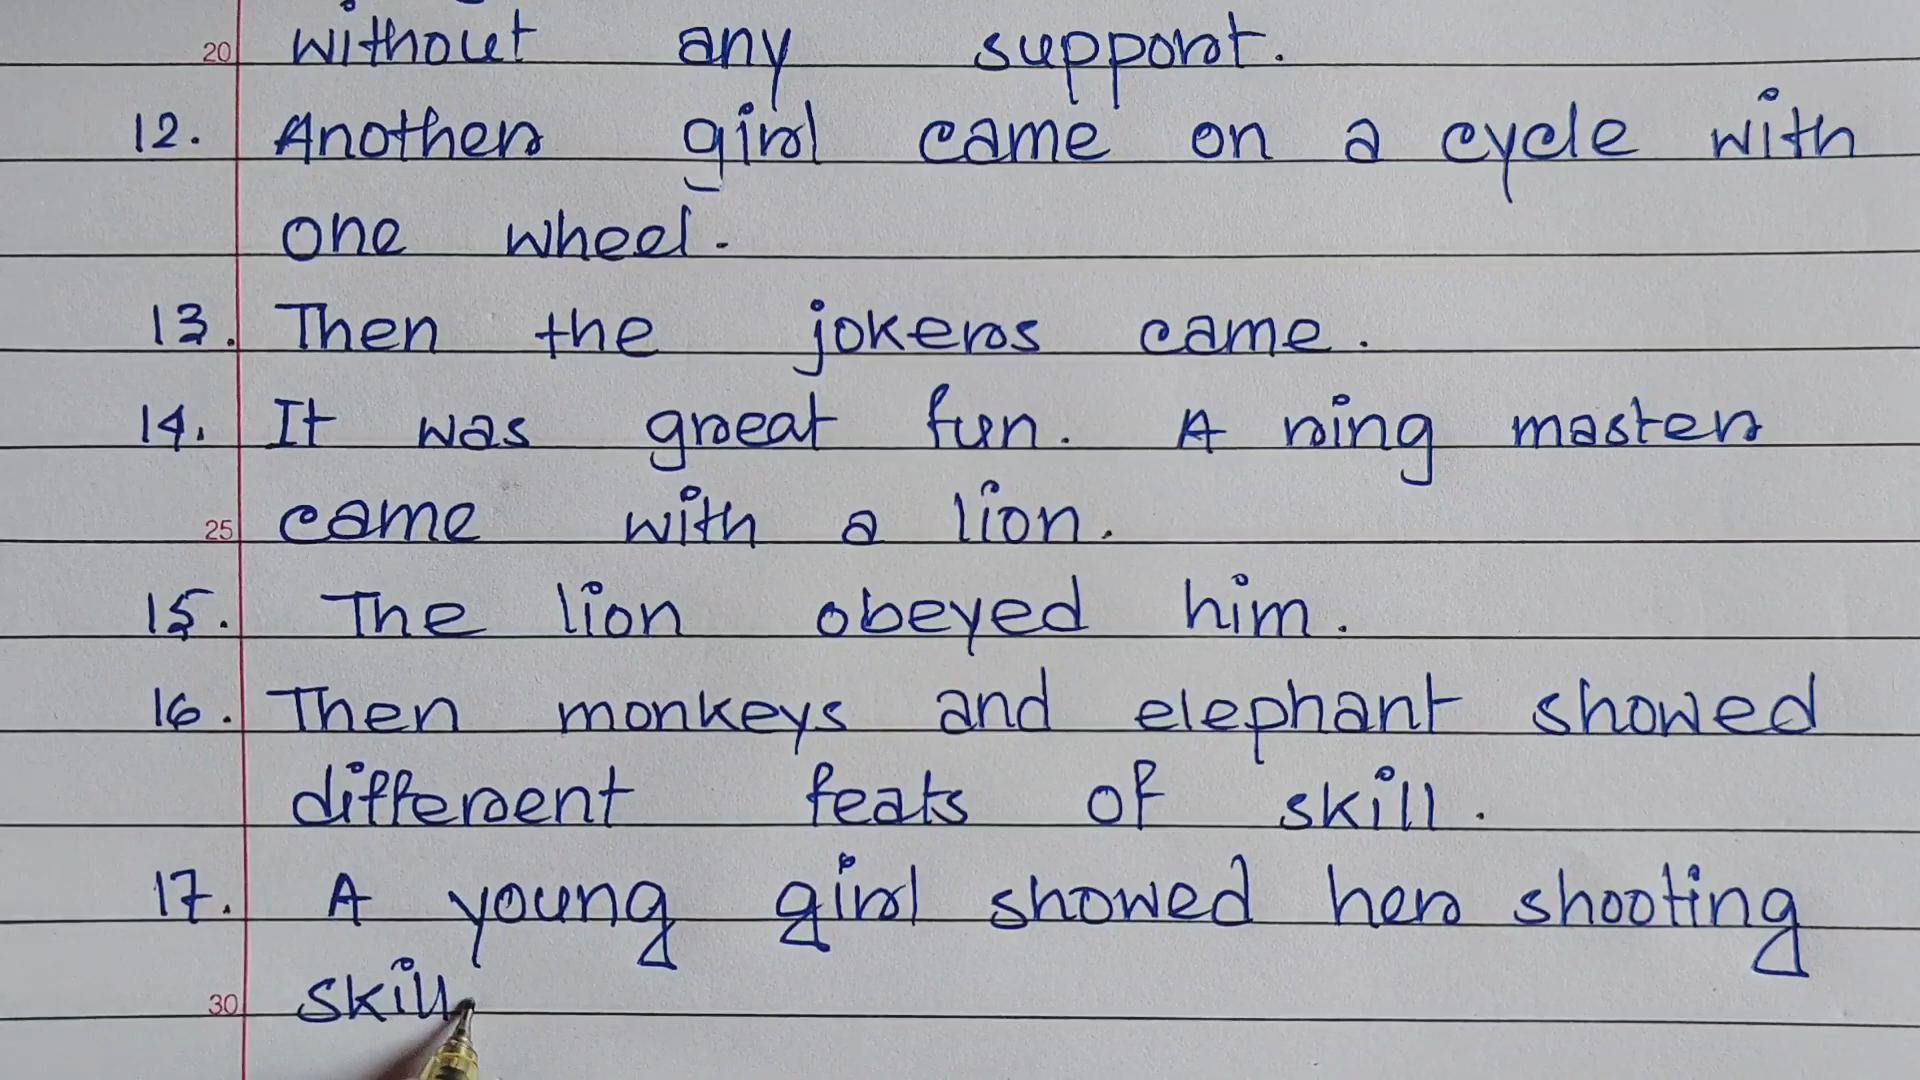 20 without any support.
12. Another girl came on a cycle with
one wheel.
13. Then the jokers came.
14. It was great fun. A ring master
25 came with a lion.
15. The lion obeyed him.
16. Then monkeys and elephant showed
different feats of skill.
17. A young girl showed her shooting
30 skill